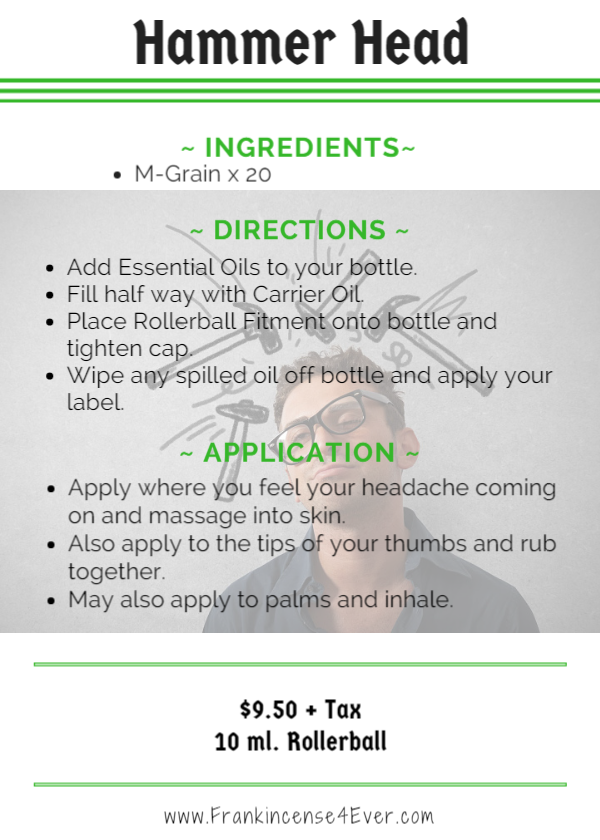 Hammer Head
~ INGREDIENTS~
• M-Grain x 20
~ DIRECTIONS ~
• Add Essential Oils to your bottle.
• Fill half way with Carrier Oil.
• Place Rollerball Fitment onto bottle and
tighten cap.
• Wipe any spilled oil off bottle and apply your
label.
~ APPLICATION ~
• Apply where you feel your headache coming
on and massage into skin.
• Also apply to the tips of your thumbs and rub
together.
• May also apply to palms and inhale.
$9.50 + Tax
10 ml. Rollerball
www.Frankincense4Ever.com